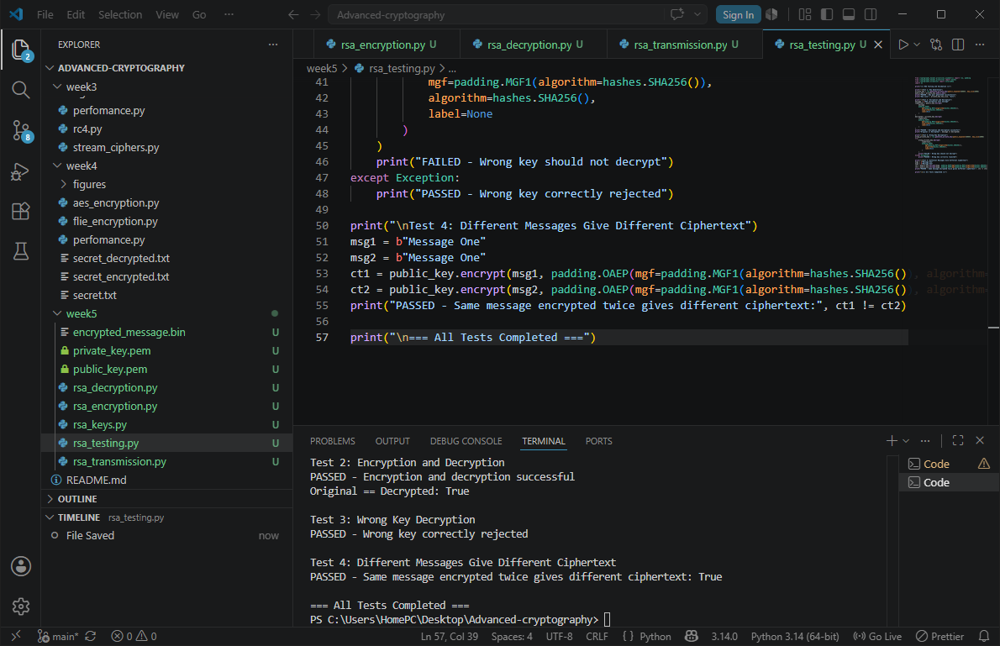 File Edit Selection View Go ··· Advanced-cryptography Sign In
EXPLORER ···
ADVANCED-CRYPTOGRAPHY
week3
perfomance.py
rc4.py
stream_ciphers.py
week4
figures
aes_encryption.py
flie_encryption.py
perfomance.py
secret_decrypted.txt
secret_encrypted.txt
secret.txt
week5
encrypted_message.bin U
private_key.pem U
public_key.pem U
rsa_decryption.py U
rsa_encryption.py U
rsa_keys.py U
rsa_testing.py U
rsa_transmission.py U
README.md
OUTLINE
TIMELINE rsa_testing.py
File Saved now
2
8
rsa_encryption.py U rsa_decryption.py U rsa_transmission.py U rsa_testing.py U
week5 > rsa_testing.py > ...
41 mgf=padding.MGF1(algorithm=hashes.SHA256()),
42 algorithm=hashes.SHA256(),
43 label=None
44 )
45 )
46 print("FAILED - Wrong key should not decrypt")
47 except Exception:
48 print("PASSED - Wrong key correctly rejected")
49
50 print("\nTest 4: Different Messages Give Different Ciphertext")
51 msg1 = b"Message One"
52 msg2 = b"Message One"
53 ct1 = public_key.encrypt(msg1, padding.OAEP(mgf=padding.MGF1(algorithm=hashes.SHA256()), algorithm=
54 ct2 = public_key.encrypt(msg2, padding.OAEP(mgf=padding.MGF1(algorithm=hashes.SHA256()), algorithm=
55 print("PASSED - Same message encrypted twice gives different ciphertext:", ct1 != ct2)
56
57 print("\n=== All Tests Completed ===")
PROBLEMS OUTPUT DEBUG CONSOLE TERMINAL PORTS
Test 2: Encryption and Decryption
PASSED - Encryption and decryption successful
Original == Decrypted: True
Test 3: Wrong Key Decryption
PASSED - Wrong key correctly rejected
Test 4: Different Messages Give Different Ciphertext
PASSED - Same message encrypted twice gives different ciphertext: True
=== All Tests Completed ===
PS C:\Users\HomePC\Desktop\Advanced-cryptography>
Code
Code
main* 0 0 Ln 57, Col 39 Spaces: 4 UTF-8 CRLF { } Python 3.14.0 Python 3.14 (64-bit) Go Live Prettier